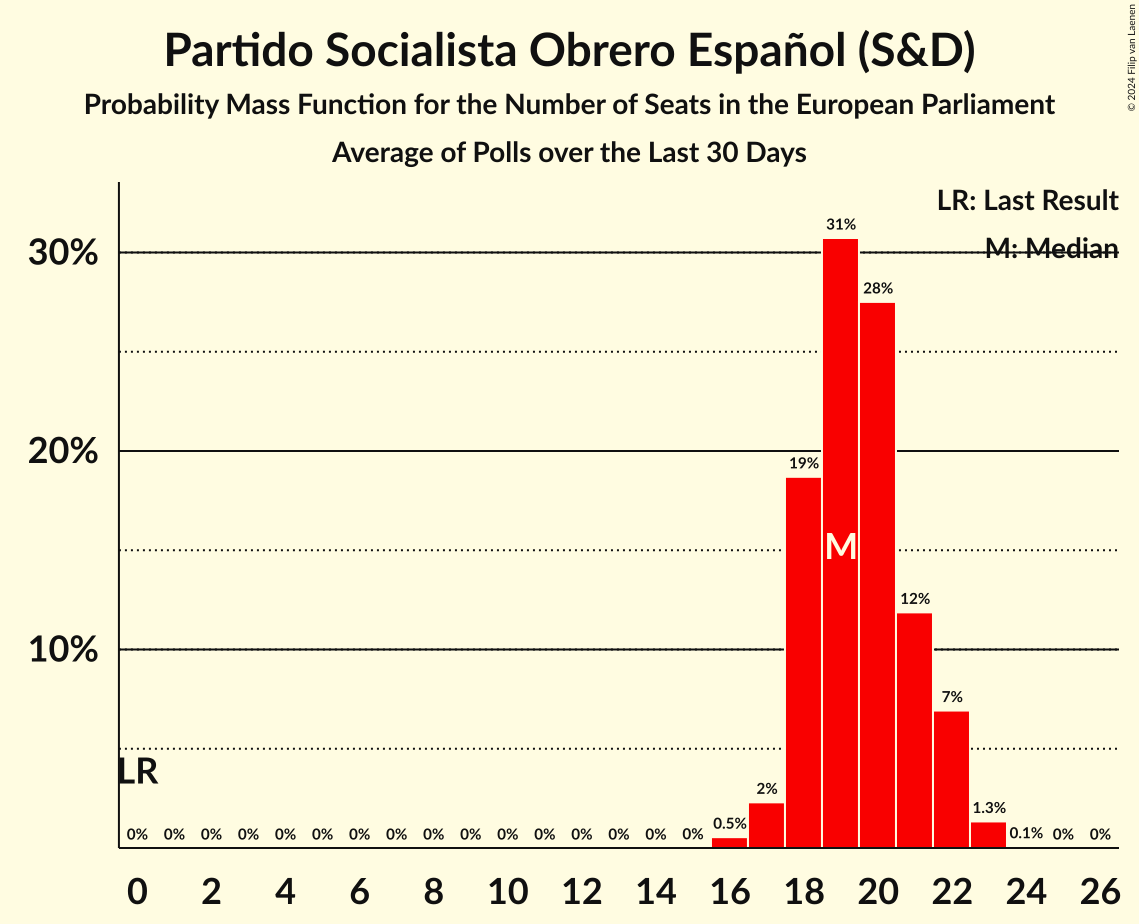 Partido Socialista Obrero Español (S&D)
Probability Mass Function for the Number of Seats in the European Parliament
Average of Polls over the Last 30 Days
© 2024 Filip van Laenen
LR: Last Result
M: Median
30%
20%
10%
31%
28%
19%
M
12%
7%
LR
2%
1.3%
0.5%
0% 0% 0% 0% 0% 0% 0% 0% 0% 0% 0% 0% 0% 0% 0% 0% 0.1% 0% 0%
0 2 4 6 8 10 12 14 16 18 20 22 24 26